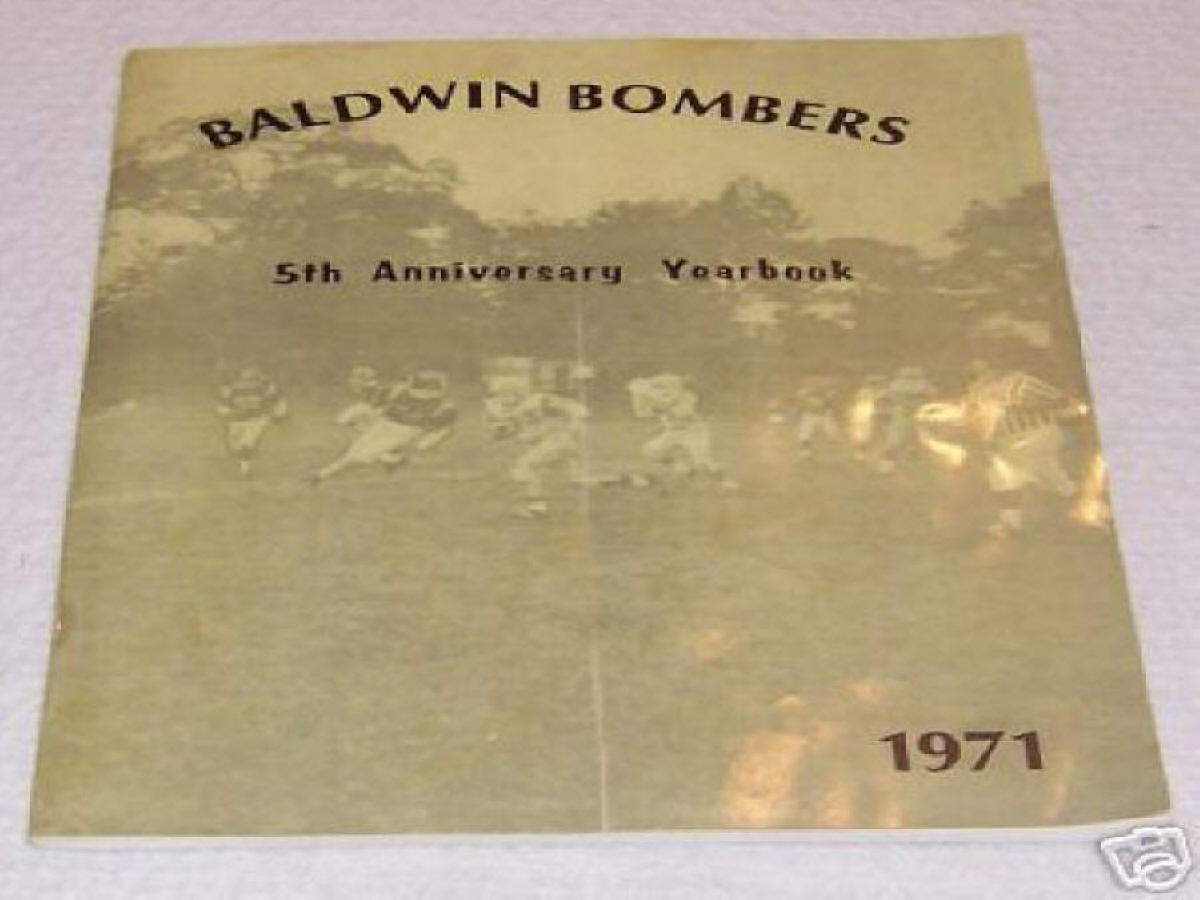 BALDWIN BOMBERS
5th Anniversary Yearbook
1971